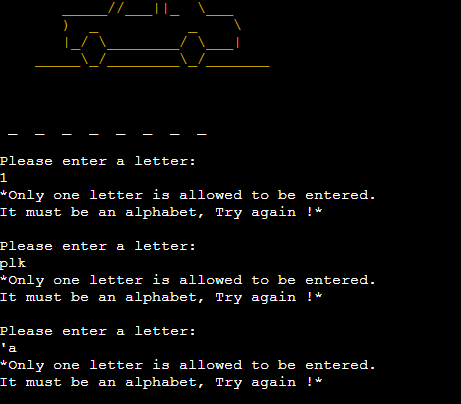 _ _ _ _ _ _ _ _
Please enter a letter:
1
*Only one letter is allowed to be entered.
It must be an alphabet, Try again !*
Please enter a letter:
plk
*Only one letter is allowed to be entered.
It must be an alphabet, Try again !*
Please enter a letter:
'a
*Only one letter is allowed to be entered.
It must be an alphabet, Try again !*